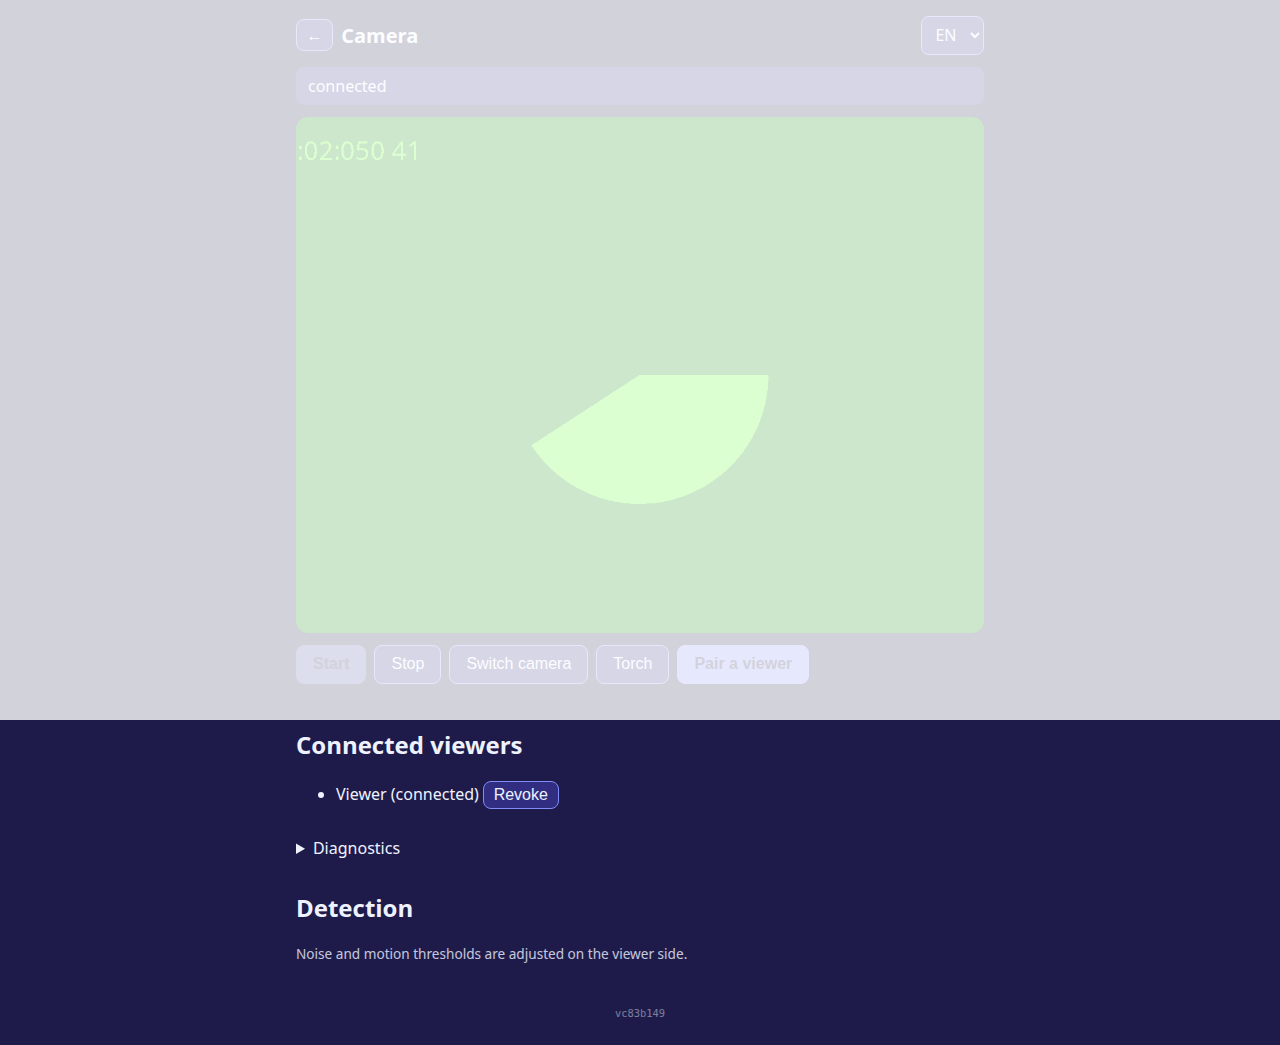 ← Camera
EN
connected
:02:050 41
Start Stop Switch camera Torch Pair a viewer
Connected viewers
Viewer (connected) Revoke
Diagnostics
Detection
Noise and motion thresholds are adjusted on the viewer side.
vc83b149